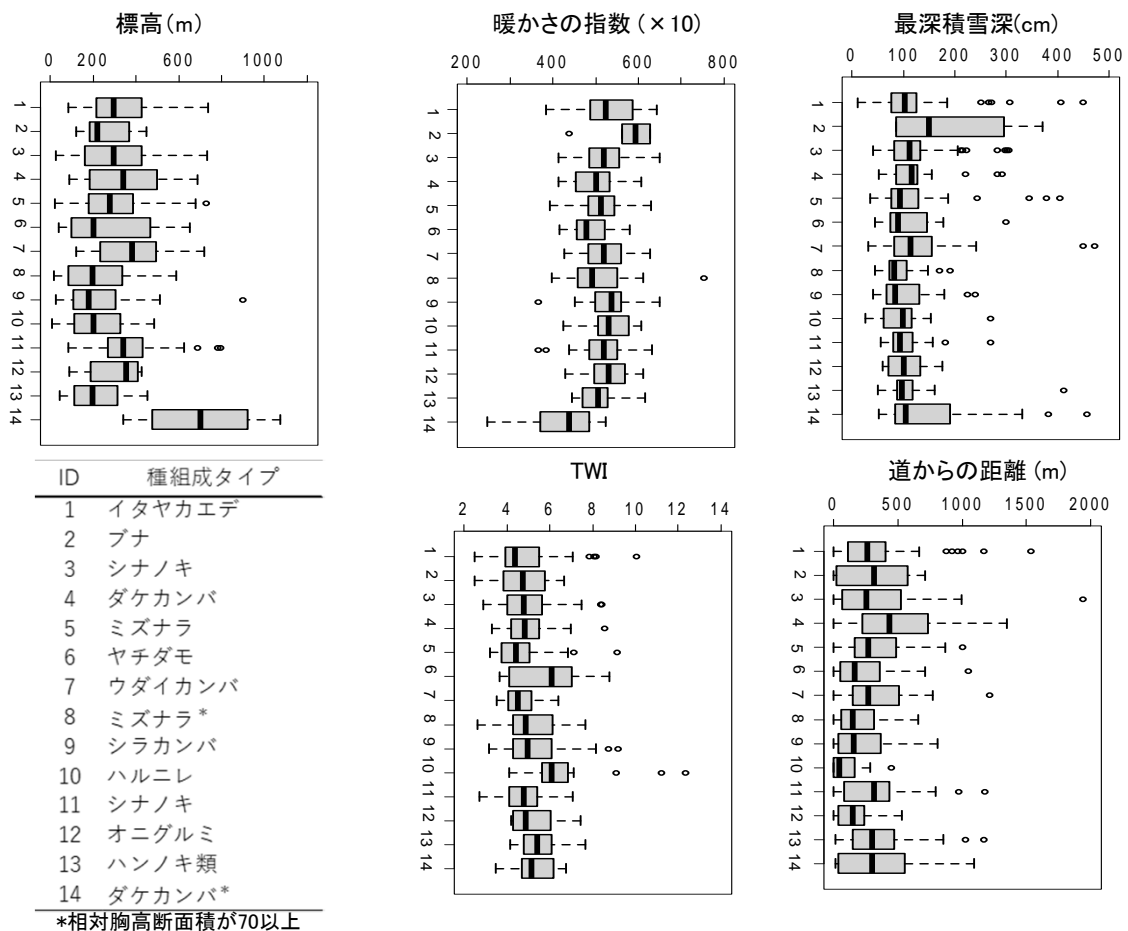 標高(m)
200 600 1000
1
2
3
4
5
6
7
8
9
10
11
12
13
14
暖かさの指数 (×10)
200 400 600 800
1
2
3
4
5
6
7
8
9
10
11
12
13
14
最深積雪深(cm)
0 100 200 300 400 500
1
2
3
4
5
6
7
8
9
10
11
12
13
14
ID 種組成タイプ
1 イタヤカエデ
2 ブナ
3 シナノキ
4 ダケカンバ
5 ミズナラ
6 ヤチダモ
7 ウダイカンバ
8 ミズナラ*
9 シラカンバ
10 ハルニレ
11 シナノキ
12 オニグルミ
13 ハンノキ類
14 ダケカンバ*
*相対胸高断面積が70以上
TWI
2 4 6 8 10 12 14
1
2
3
4
5
6
7
8
9
10
11
12
13
14
道からの距離 (m)
0 500 1000 2000
1
2
3
4
5
6
7
8
9
10
11
12
13
14